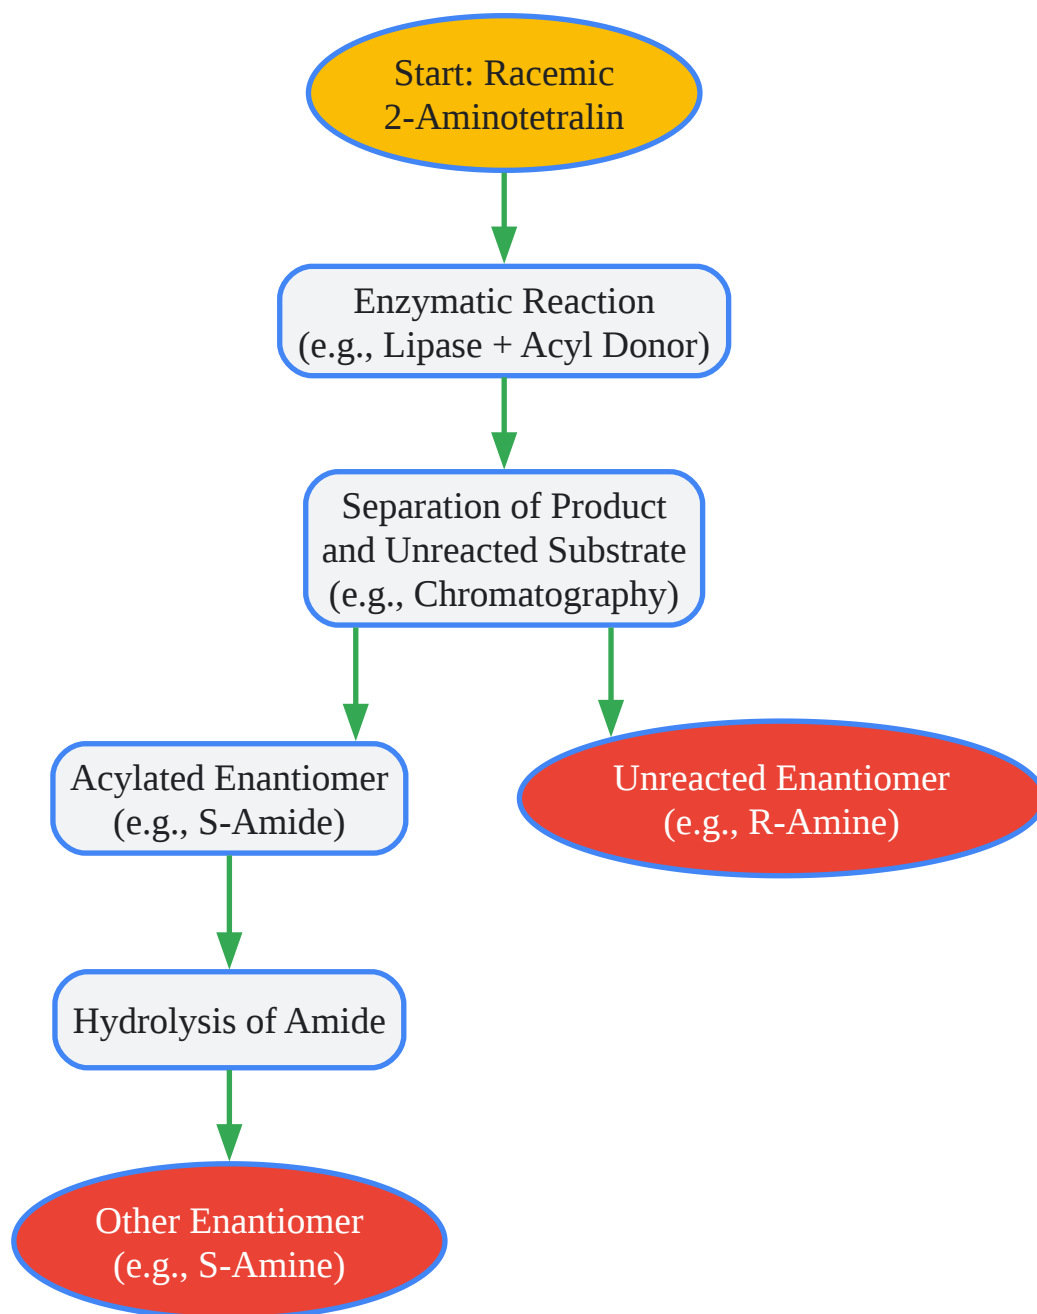 Start: Racemic
2-Aminotetralin
Enzymatic Reaction
(e.g., Lipase + Acyl Donor)
Separation of Product
and Unreacted Substrate
(e.g., Chromatography)
Acylated Enantiomer
(e.g., S-Amide)
Unreacted Enantiomer
(e.g., R-Amine)
Hydrolysis of Amide
Other Enantiomer
(e.g., S-Amine)